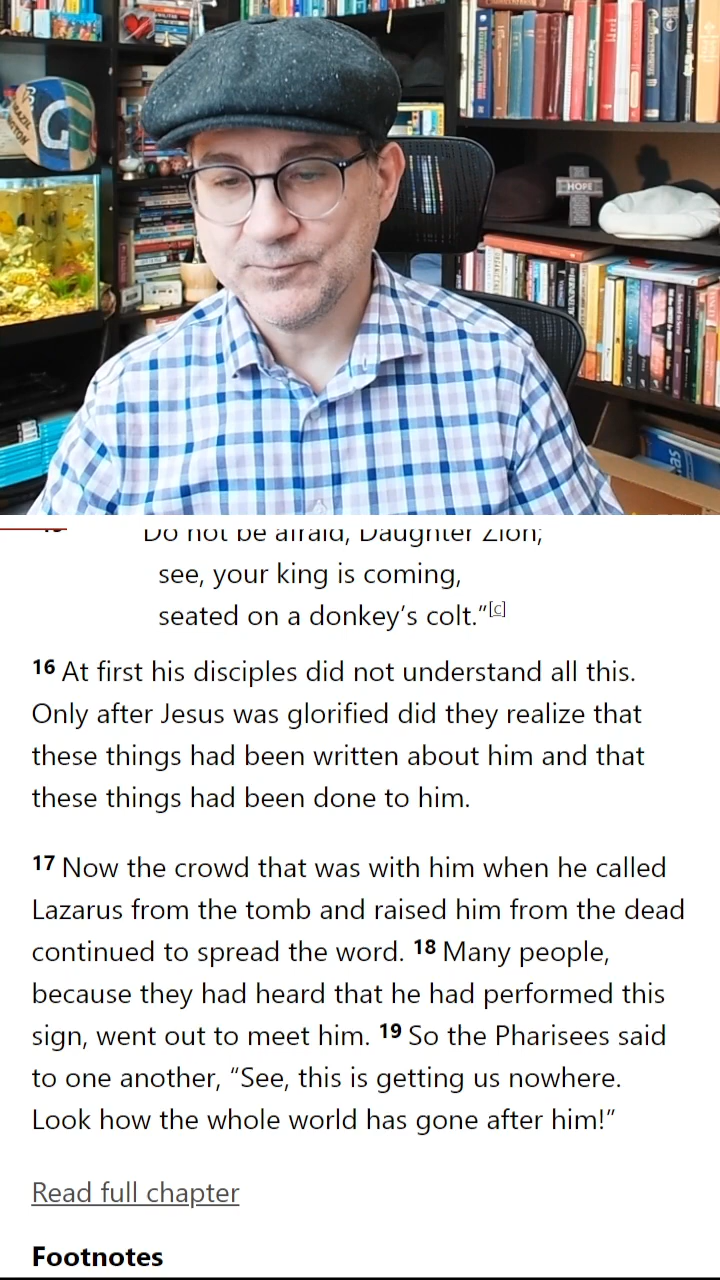 HOPE
Do not be afraid, Daughter Zion;
see, your king is coming,
seated on a donkey’s colt.”[c]
16 At first his disciples did not understand all this.
Only after Jesus was glorified did they realize that
these things had been written about him and that
these things had been done to him.
17 Now the crowd that was with him when he called
Lazarus from the tomb and raised him from the dead
continued to spread the word. 18 Many people,
because they had heard that he had performed this
sign, went out to meet him. 19 So the Pharisees said
to one another, “See, this is getting us nowhere.
Look how the whole world has gone after him!”
Read full chapter
Footnotes